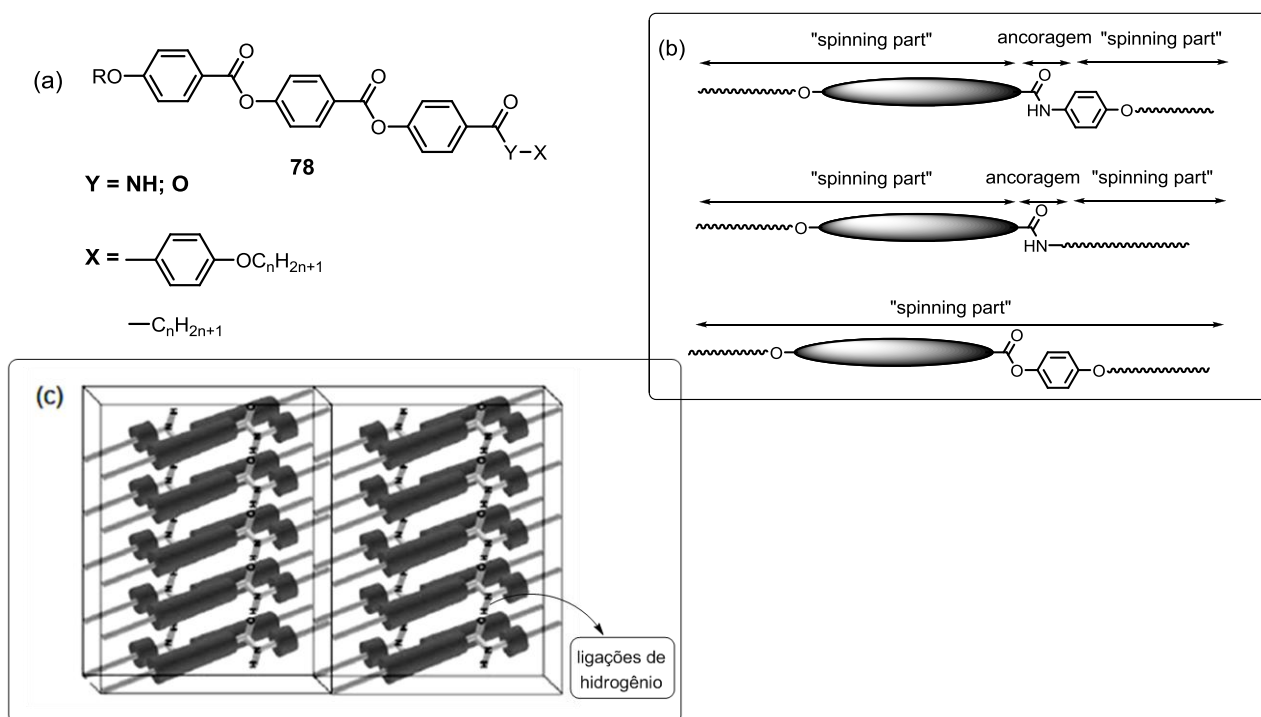 (a)
RO
O
O
O
O
O
Y–X
78
Y = NH; O
X =
OCnH2n+1
CnH2n+1
(b)
"spinning part" ancoragem "spinning part"
O
O
HN
O
"spinning part" ancoragem "spinning part"
O
O
HN
"spinning part"
O
O
O
O
(c)
ligações de
hidrogênio